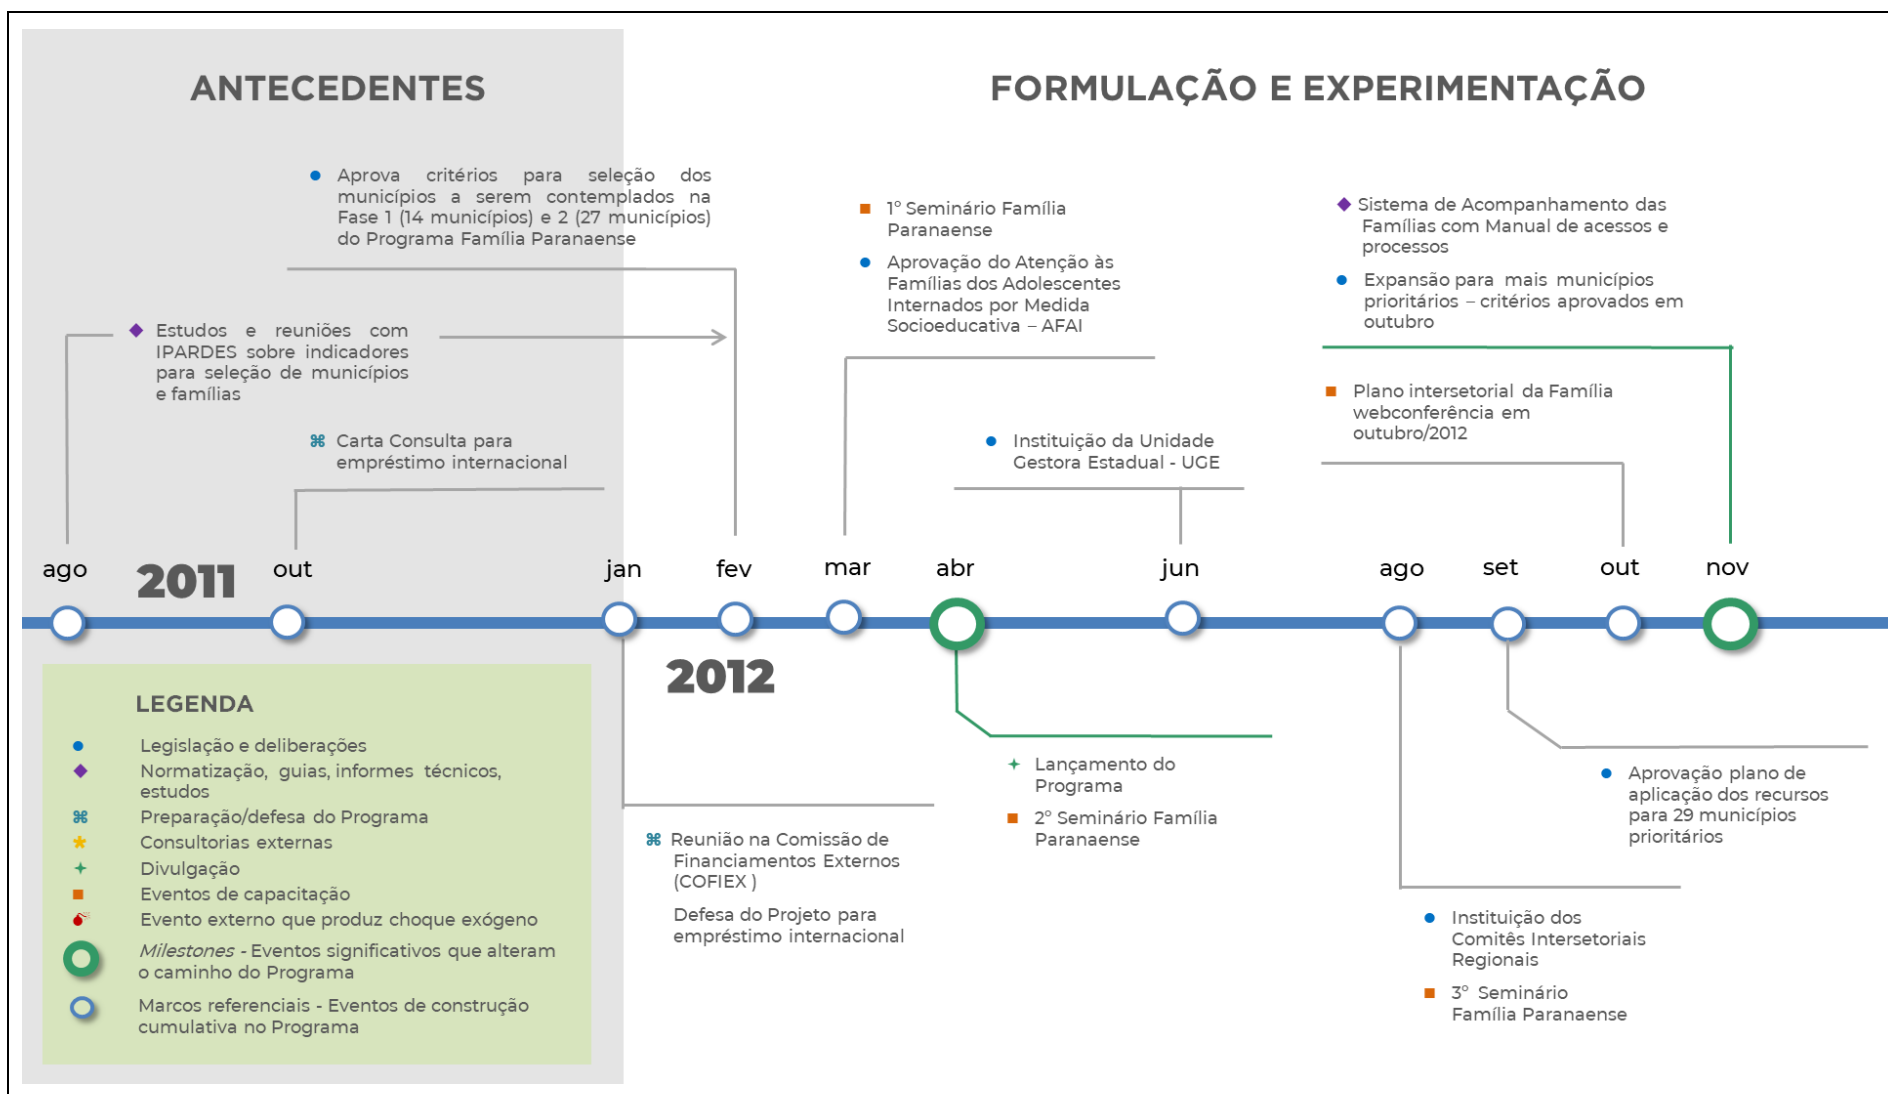 ANTECEDENTES
FORMULAÇÃO E EXPERIMENTAÇÃO
Aprova critérios para seleção dos
municípios a serem contemplados na
Fase 1 (14 municípios) e 2 (27 municípios)
do Programa Família Paranaense
Estudos e reuniões com
IPARDES sobre indicadores
para seleção de municípios
e famílias
Carta Consulta para
empréstimo internacional
1º Seminário Família
Paranaense
Aprovação do Atenção às
Famílias dos Adolescentes
Internados por Medida
Socioeducativa – AFAI
Instituição da Unidade
Gestora Estadual - UGE
Sistema de Acompanhamento das
Famílias com Manual de acessos e
processos
Expansão para mais municípios
prioritários – critérios aprovados em
outubro
Plano intersetorial da Família
webconferência em
outubro/2012
ago
2011
out
jan
fev
mar
abr
jun
ago
set
out
nov
2012
LEGENDA
Legislação e deliberações
Normatização, guias, informes técnicos,
estudos
Preparação/defesa do Programa
Consultorias externas
Divulgação
Eventos de capacitação
Evento externo que produz choque exógeno
Milestones - Eventos significativos que alteram
o caminho do Programa
Marcos referenciais - Eventos de construção
cumulativa no Programa
Reunião na Comissão de
Financiamentos Externos
(COFIEX )
Defesa do Projeto para
empréstimo internacional
Lançamento do
Programa
2º Seminário Família
Paranaense
Aprovação plano de
aplicação dos recursos
para 29 municípios
prioritários
Instituição dos
Comitês Intersetoriais
Regionais
3º Seminário
Família Paranaense